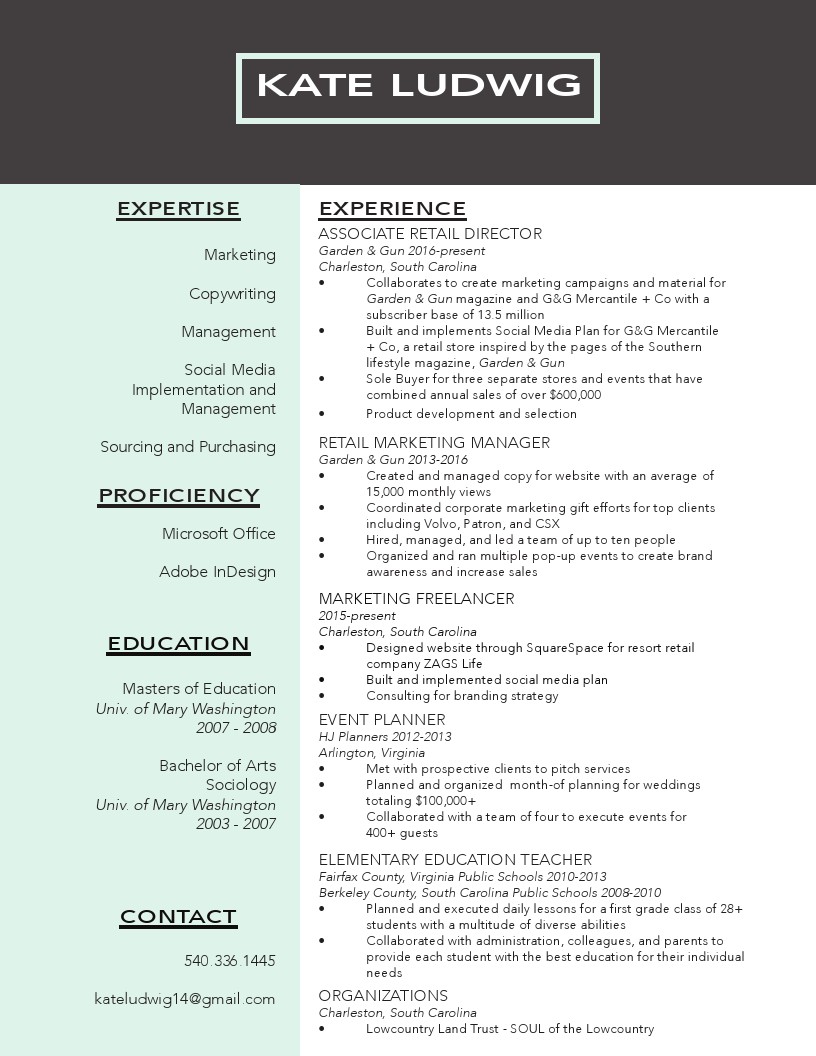 KATE LUDWIG
EXPERTISE
Marketing
Copywriting
Management
Social Media
Implementation and
Management
Sourcing and Purchasing
PROFICIENCY
Microsoft Office
Adobe InDesign
EDUCATION
Masters of Education
Univ. of Mary Washington
2007 - 2008
Bachelor of Arts
Sociology
Univ. of Mary Washington
2003 - 2007
CONTACT
540.336.1445
kateludwig14@gmail.com
EXPERIENCE
ASSOCIATE RETAIL DIRECTOR
Garden & Gun 2016-present
Charleston, South Carolina
• Collaborates to create marketing campaigns and material for
Garden & Gun magazine and G&G Mercantile + Co with a
subscriber base of 13.5 million
• Built and implements Social Media Plan for G&G Mercantile
+ Co, a retail store inspired by the pages of the Southern
lifestyle magazine, Garden & Gun
• Sole Buyer for three separate stores and events that have
combined annual sales of over $600,000
• Product development and selection
RETAIL MARKETING MANAGER
Garden & Gun 2013-2016
• Created and managed copy for website with an average of
15,000 monthly views
• Coordinated corporate marketing gift efforts for top clients
including Volvo, Patron, and CSX
• Hired, managed, and led a team of up to ten people
• Organized and ran multiple pop-up events to create brand
awareness and increase sales
MARKETING FREELANCER
2015-present
Charleston, South Carolina
• Designed website through SquareSpace for resort retail
company ZAGS Life
• Built and implemented social media plan
• Consulting for branding strategy
EVENT PLANNER
HJ Planners 2012-2013
Arlington, Virginia
• Met with prospective clients to pitch services
• Planned and organized month-of planning for weddings
totaling $100,000+
• Collaborated with a team of four to execute events for
400+ guests
ELEMENTARY EDUCATION TEACHER
Fairfax County, Virginia Public Schools 2010-2013
Berkeley County, South Carolina Public Schools 2008-2010
• Planned and executed daily lessons for a first grade class of 28+
students with a multitude of diverse abilities
• Collaborated with administration, colleagues, and parents to
provide each student with the best education for their individual
needs
ORGANIZATIONS
Charleston, South Carolina
• Lowcountry Land Trust - SOUL of the Lowcountry